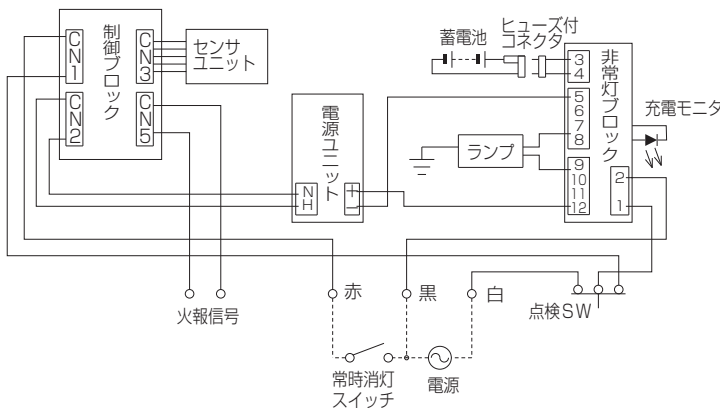 制御ブロック
CN1
CN2
CN3
CN5
センサ
ユニット
蓄電池
ヒューズ付
コネクタ
非常灯ブロック
3
4
5
6
7
8
9
10
11
12
2
1
充電モニタ
電源ユニット
N
H
+
−
ランプ
火報信号
赤
黒
白
点検SW
常時消灯
スイッチ
電源